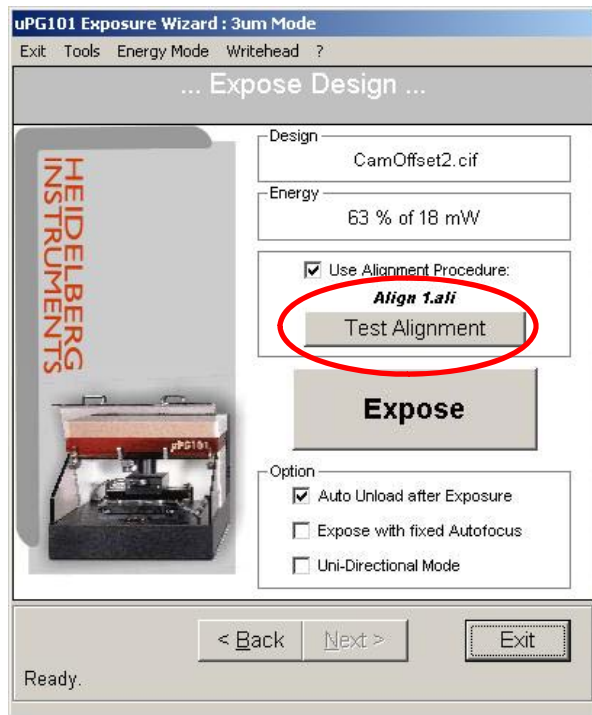 uPG101 Exposure Wizard : 3um Mode
Exit Tools Energy Mode Writehead ?
... Expose Design ...
HEIDELBERG
INSTRUMENTS
µPG101
Design
CamOffset2.cif
Energy
63 % of 18 mW
Use Alignment Procedure:
Align 1.ali
Test Alignment
Expose
Option
Auto Unload after Exposure
Expose with fixed Autofocus
Uni-Directional Mode
< Back Next > Exit
Ready.